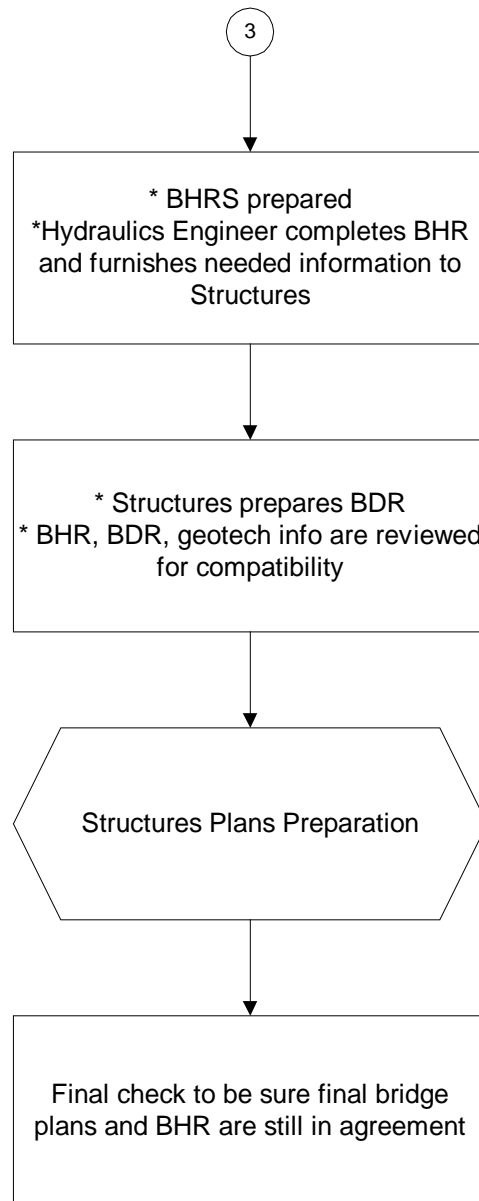 3
* BHRS prepared
*Hydraulics Engineer completes BHR
and furnishes needed information to
Structures
* Structures prepares BDR
* BHR, BDR, geotech info are reviewed
for compatibility
Structures Plans Preparation
Final check to be sure final bridge
plans and BHR are still in agreement